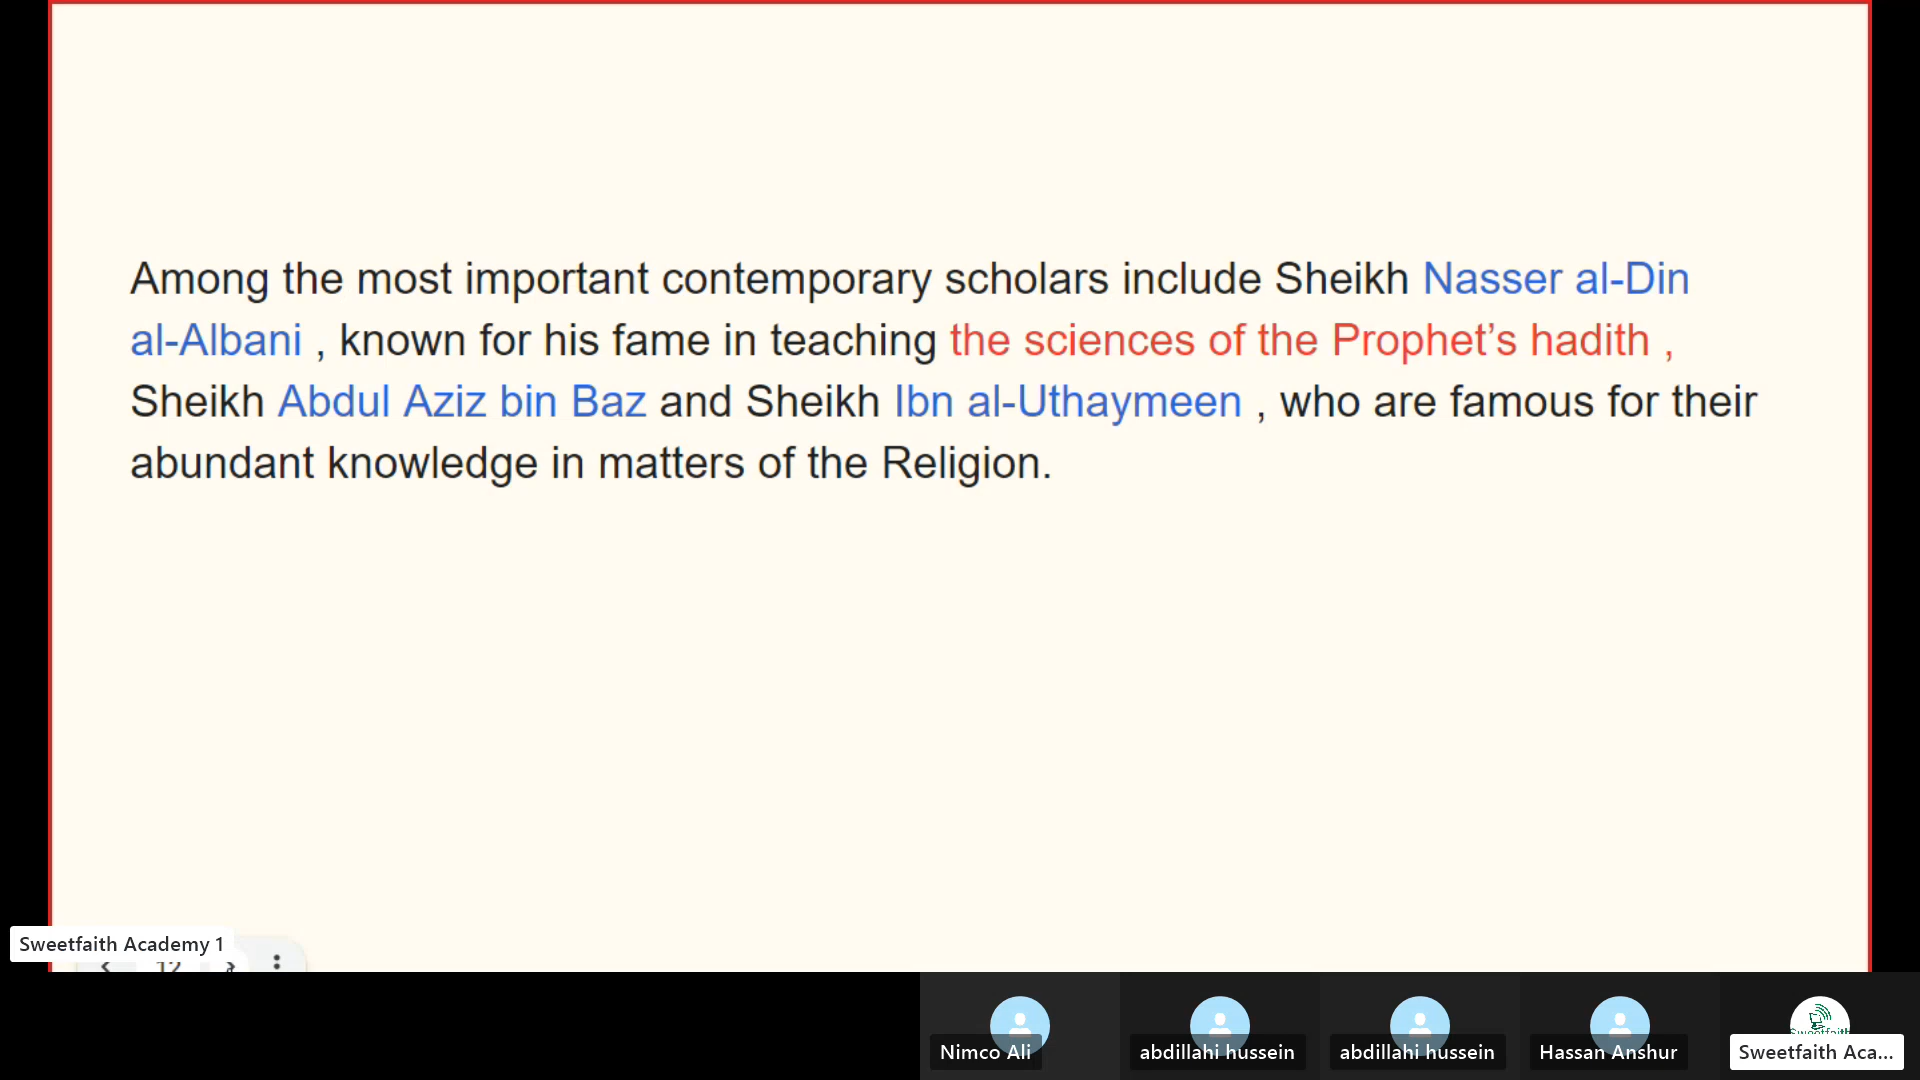 Among the most important contemporary scholars include Sheikh Nasser al-Din
al-Albani , known for his fame in teaching the sciences of the Prophet’s hadith ,
Sheikh Abdul Aziz bin Baz and Sheikh Ibn al-Uthaymeen , who are famous for their
abundant knowledge in matters of the Religion.
Sweetfaith Academy 1
12
Nimco Ali
abdillahi hussein
abdillahi hussein
Hassan Anshur
Sweetfaith
Sweetfaith Aca...